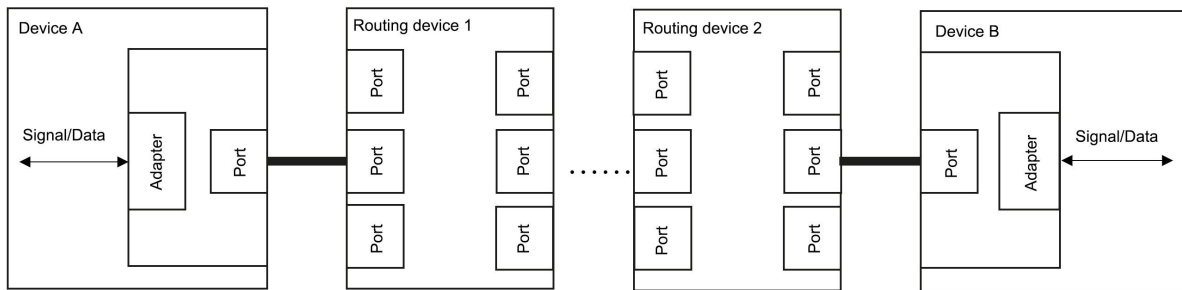 Device A
Signal/Data
Adapter
Port
Routing device 1
Port
Port
Port
Port
Port
Port
......
Routing device 2
Port
Port
Port
Port
Port
Port
Device B
Port
Adapter
Signal/Data